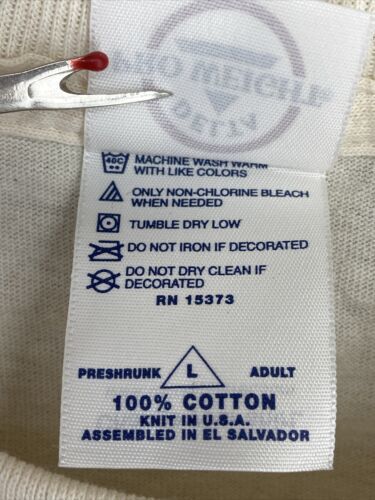 DELTA
40C
MACHINE WASH WARM
WITH LIKE COLORS
ONLY NON-CHLORINE BLEACH
WHEN NEEDED
TUMBLE DRY LOW
DO NOT IRON IF DECORATED
DO NOT DRY CLEAN IF
DECORATED
RN 15373
PRESHRUNK L ADULT
100% COTTON
KNIT IN U.S.A.
ASSEMBLED IN EL SALVADOR